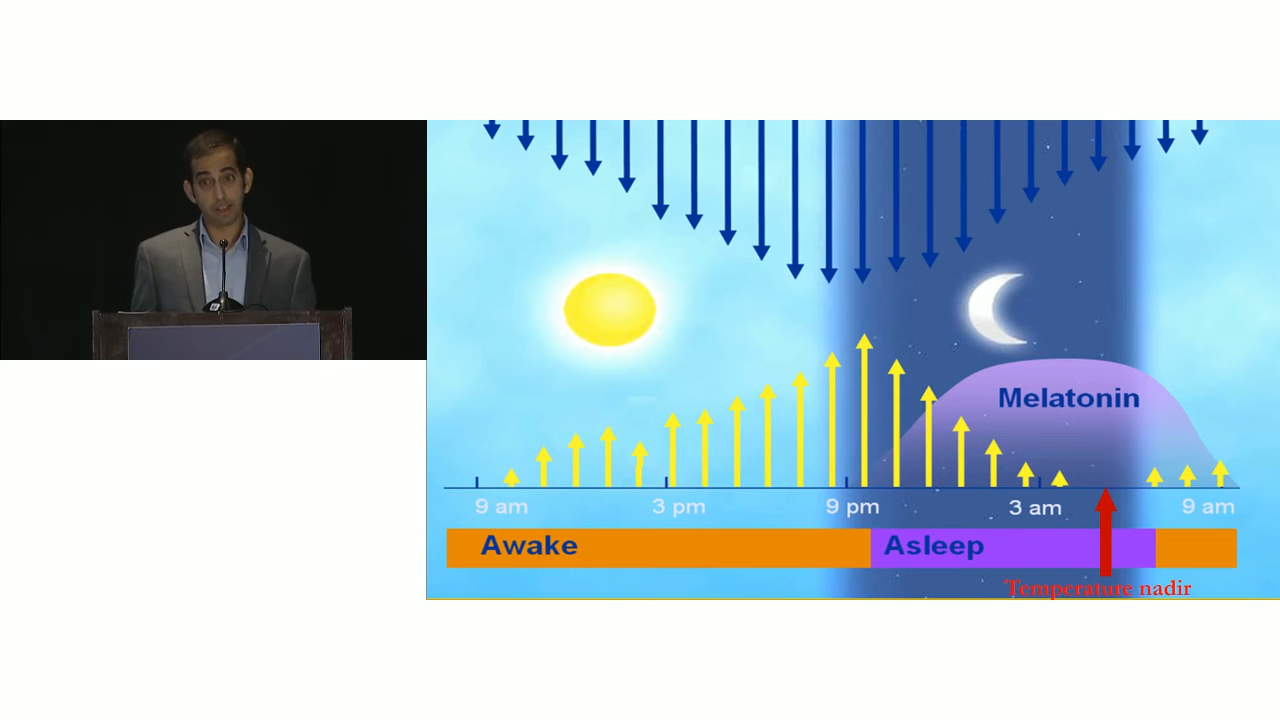 Melatonin
9 am 3 pm 9 pm 3 am 9 am
Awake Asleep
Temperature nadir